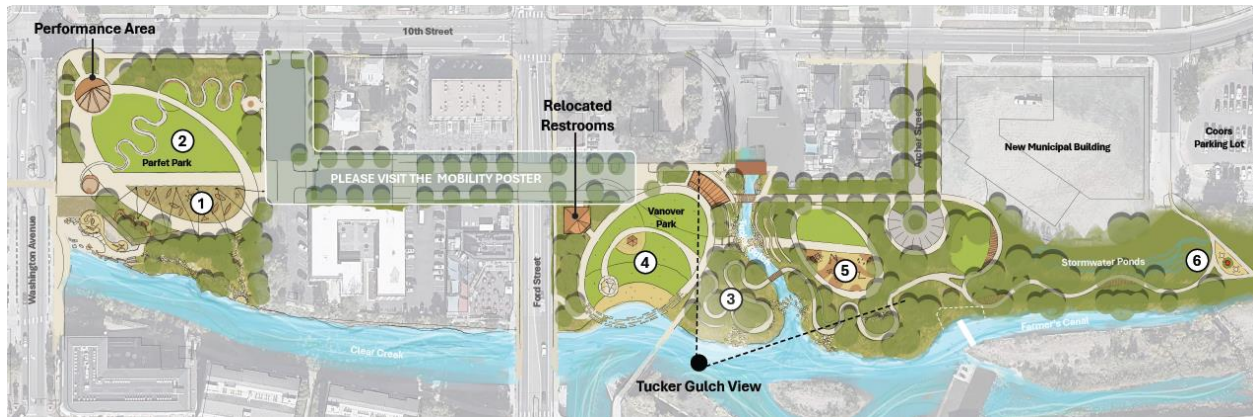 Performance Area
10th Street
Relocated
Restrooms
2
Parfet Park
1
PLEASE VISIT THE MOBILITY POSTER
Vanover
Park
4
3
5
6
Archer Street
New Municipal Building
Coors
Parking Lot
Stormwater Ponds
Farmer's Canal
Washington Avenue
Ford Street
Clear Creek
Tucker Gulch View